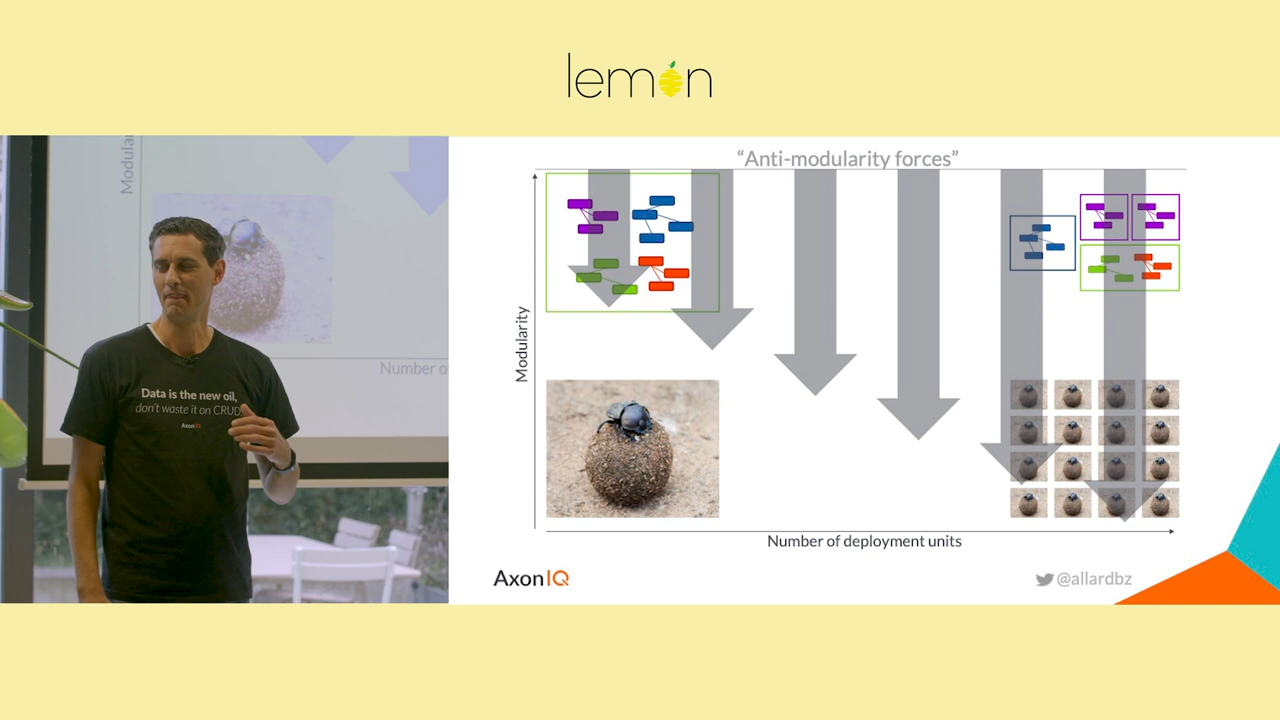 lemon
"Anti-modularity forces"
Modular
Modularity
Number o
Data is the new oil,
don't waste it on CRUD
AxonIQ
Number of deployment units
AxonIQ
@allardbz